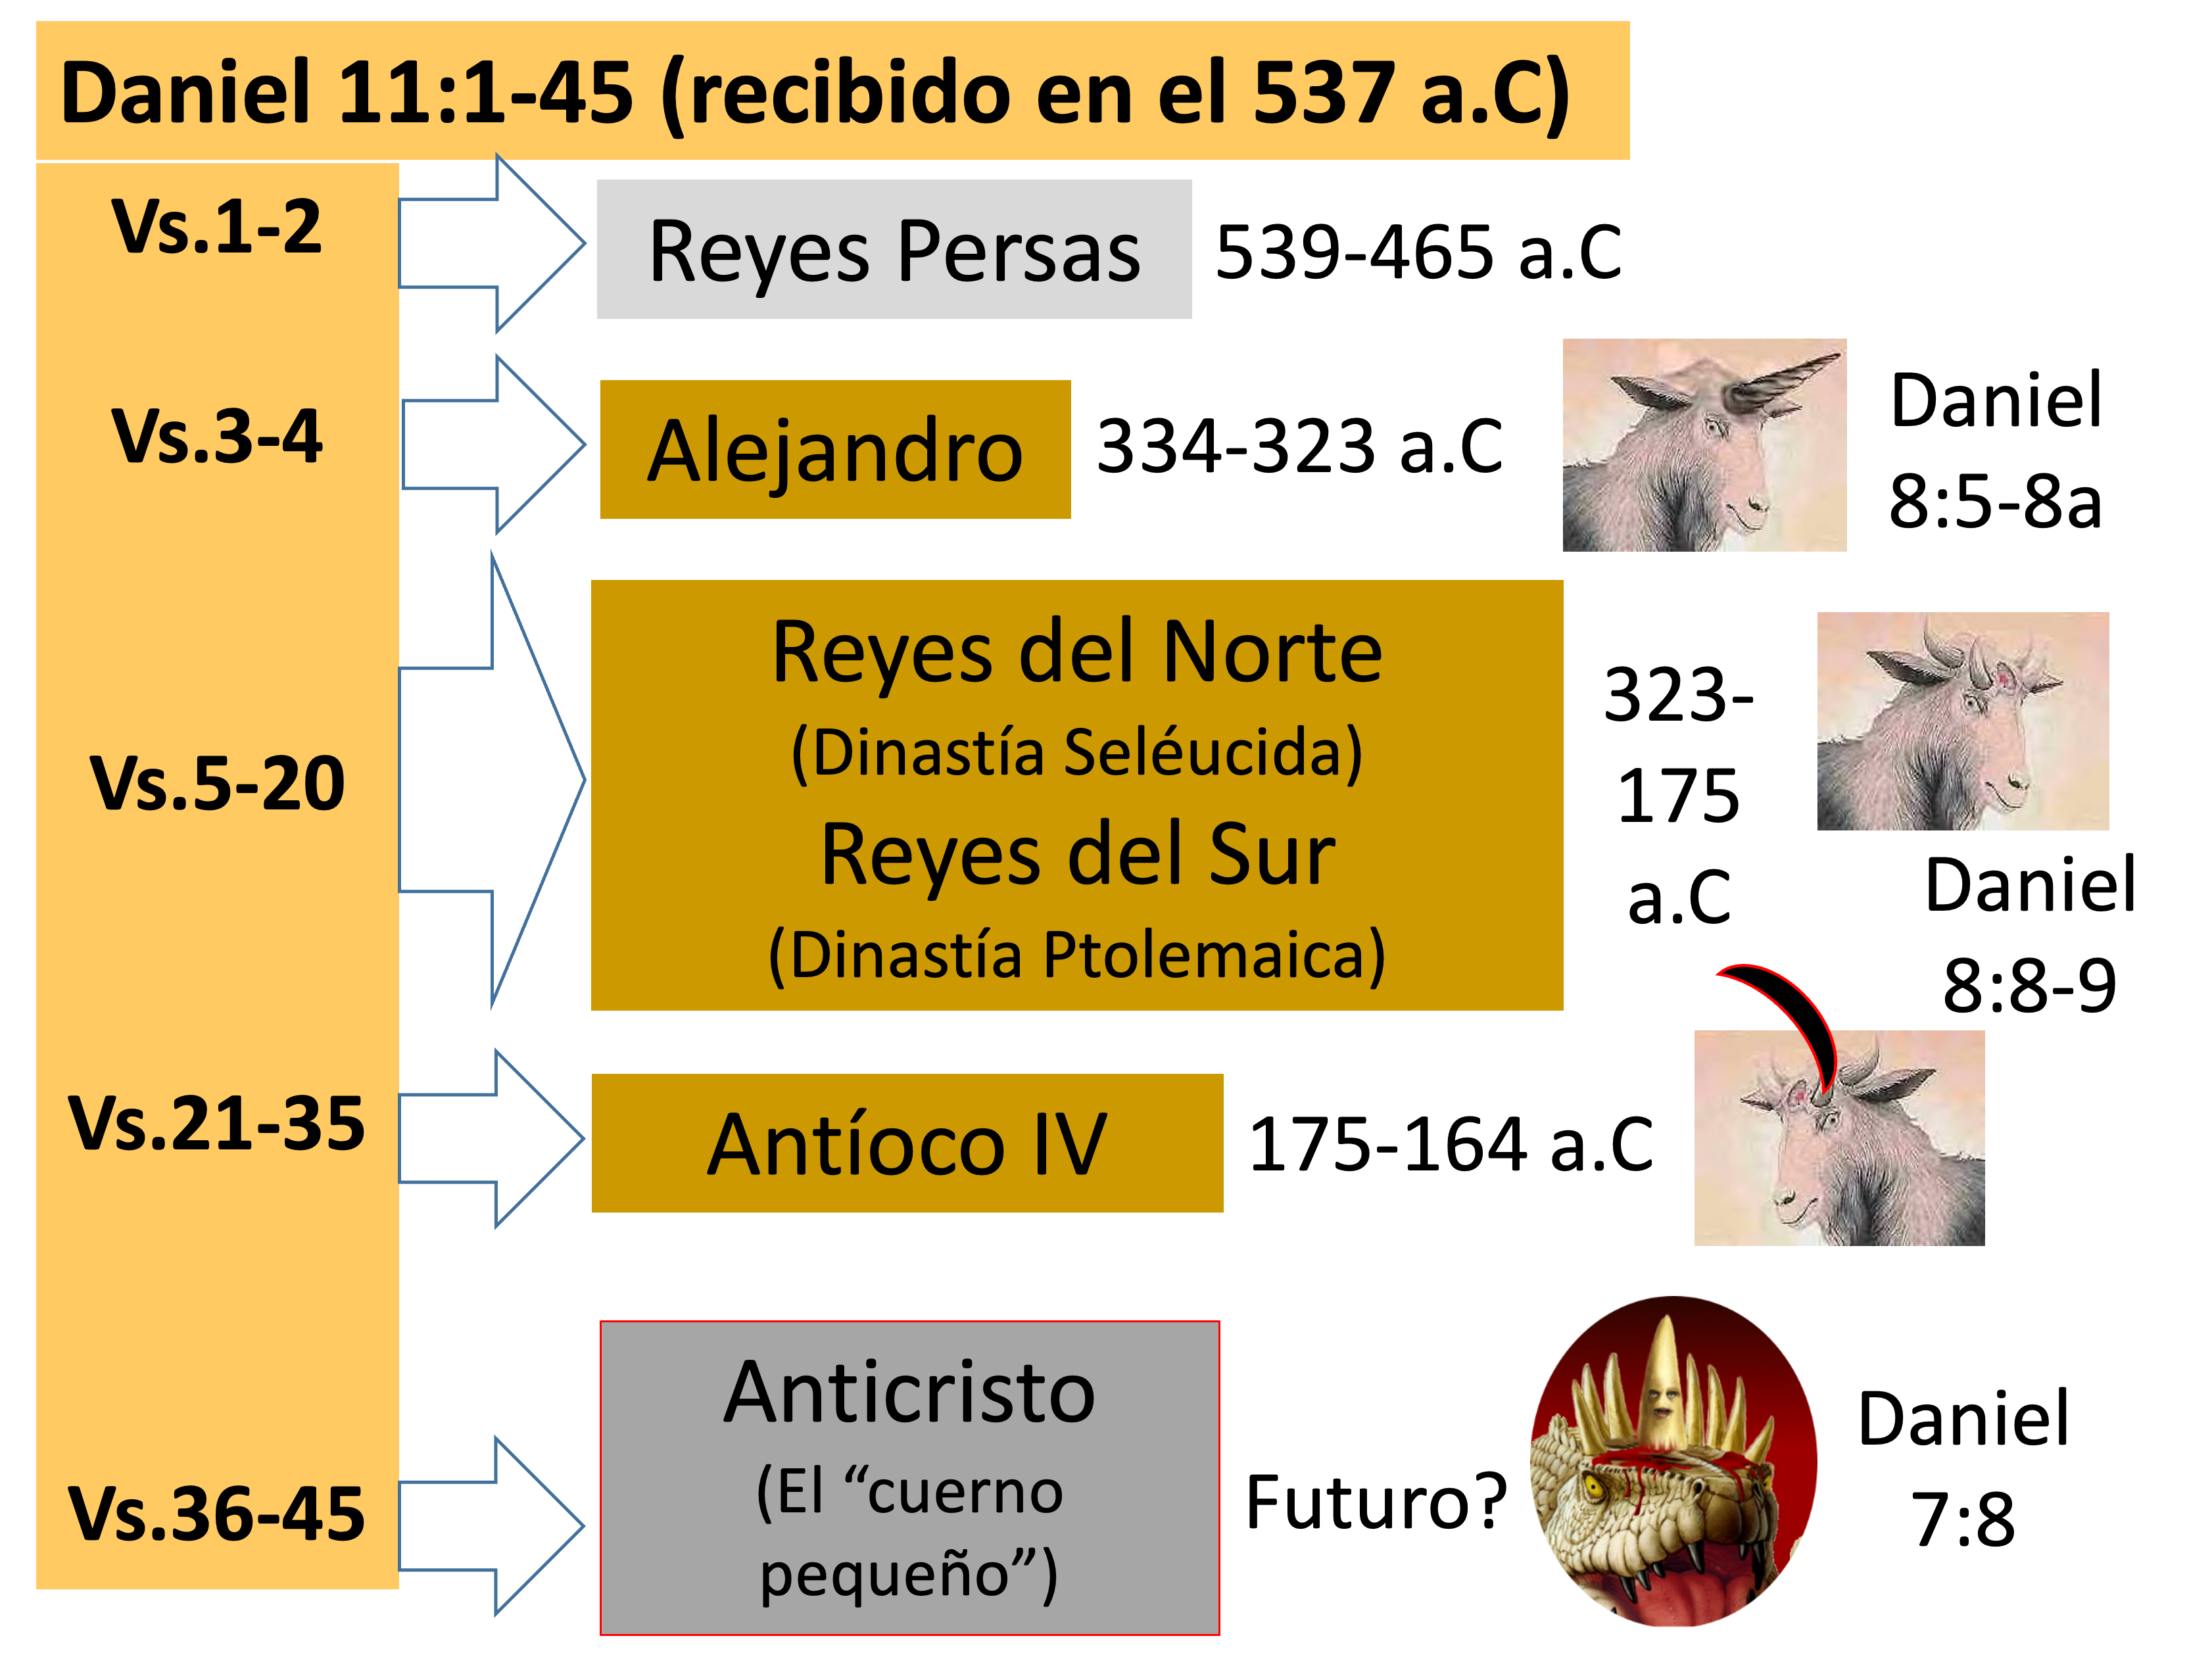 Daniel 11:1-45 (recibido en el 537 a.C)
Vs.1-2
Reyes Persas
539-465 a.C
Vs.3-4
Alejandro
334-323 a.C
Daniel
8:5-8a
Vs.5-20
Reyes del Norte
(Dinastía Seléucida)
Reyes del Sur
(Dinastía Ptolemaica)
323-
175
a.C
Daniel
8:8-9
Vs.21-35
Antíoco IV
175-164 a.C
Vs.36-45
Anticristo
(El “cuerno
pequeño”)
Futuro?
Daniel
7:8